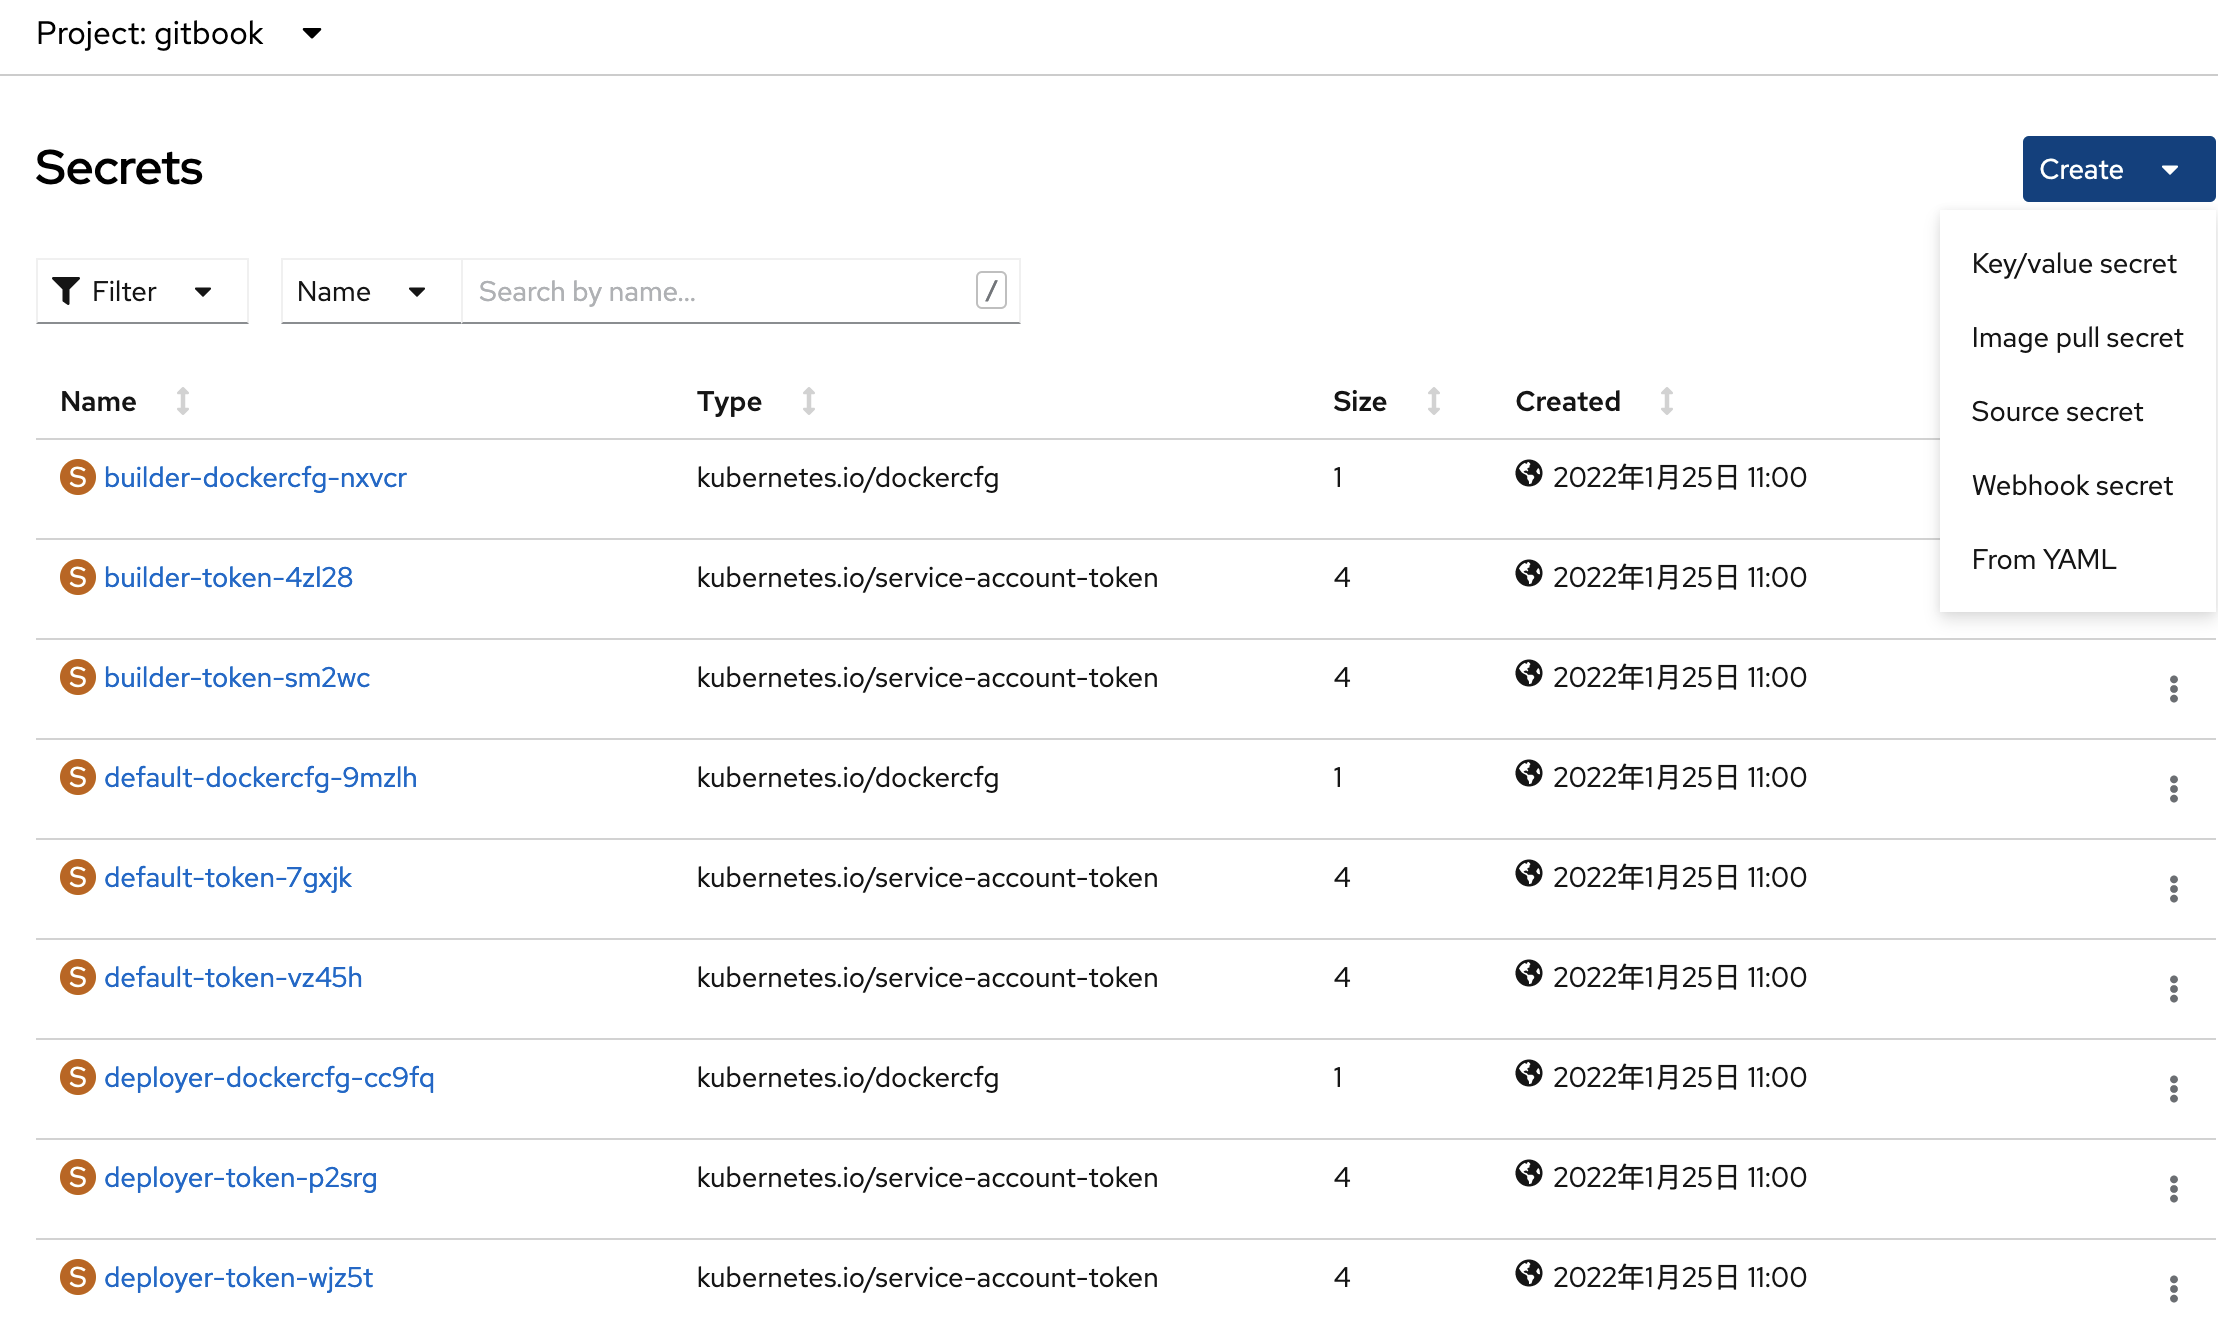 Project: gitbook
Secrets
Create
Key/value secret
Image pull secret
Source secret
Webhook secret
From YAML
Filter Name Search by name... /
Name Type Size Created
S builder-dockercfg-nxvcr kubernetes.io/dockercfg 1 2022年1月25日 11:00
S builder-token-4zl28 kubernetes.io/service-account-token 4 2022年1月25日 11:00
S builder-token-sm2wc kubernetes.io/service-account-token 4 2022年1月25日 11:00
S default-dockercfg-9mzlh kubernetes.io/dockercfg 1 2022年1月25日 11:00
S default-token-7gxjk kubernetes.io/service-account-token 4 2022年1月25日 11:00
S default-token-vz45h kubernetes.io/service-account-token 4 2022年1月25日 11:00
S deployer-dockercfg-cc9fq kubernetes.io/dockercfg 1 2022年1月25日 11:00
S deployer-token-p2srg kubernetes.io/service-account-token 4 2022年1月25日 11:00
S deployer-token-wjz5t kubernetes.io/service-account-token 4 2022年1月25日 11:00